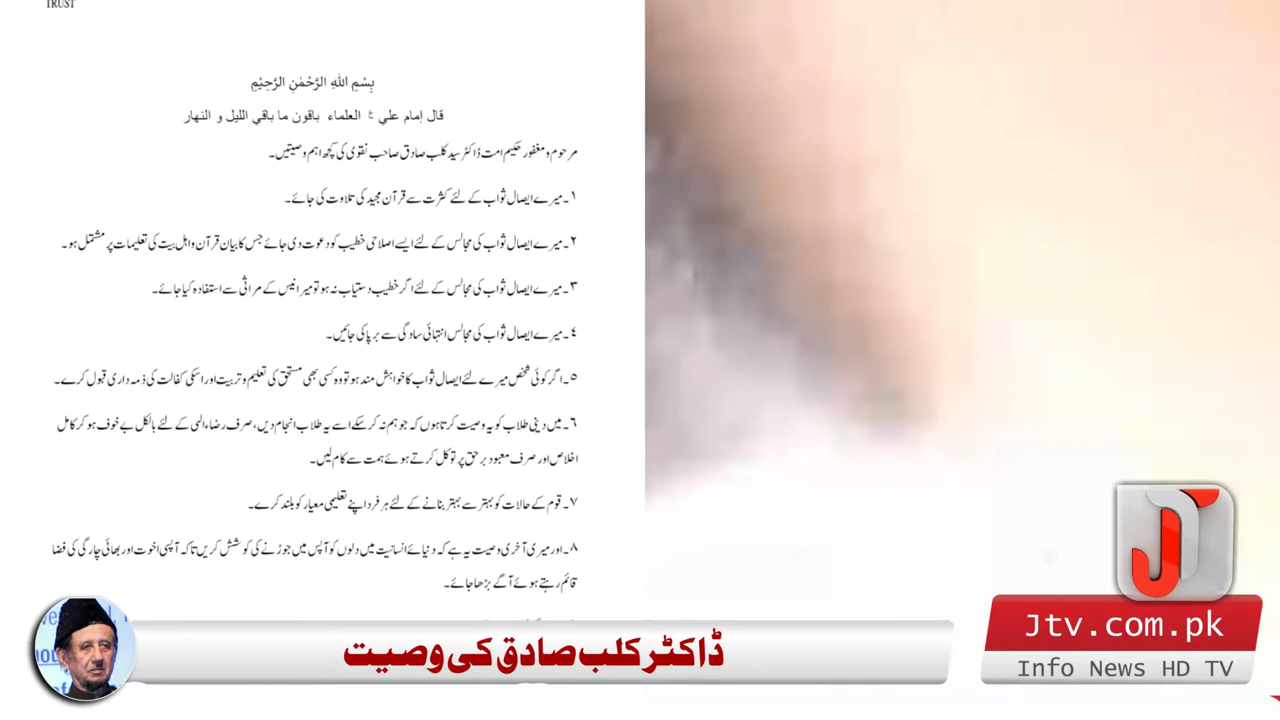 TRUST
بِسْمِ اللهِ الرَّحْمٰنِ الرَّحِيْمِ
قال إمام علي ع العلماء باقون ما باقي الليل و النهار
مرحوم و مغفور حکیم امت ڈاکٹر سید کلب صادق صاحب نقوی کی کچھ اہم وصیتیں۔
۱۔ میرے ایصال ثواب کے لئے کثرت سے قرآن مجید کی تلاوت کی جائے۔
۲۔ میرے ایصال ثواب کی مجالس کے لئے ایسے اصلاحی خطیب کو دعوت دی جائے جس کا بیان قرآن و اہل بیت کی تعلیمات پر مشتمل ہو۔
۳۔ میرے ایصال ثواب کی مجالس کے لئے اگر خطیب دستیاب نہ ہو تو میر انیس کے مراثی سے استفادہ کیا جائے۔
۴۔ میرے ایصال ثواب کی مجالس انتہائی سادگی سے برپا کی جائیں۔
۵۔ اگر کوئی شخص میرے لئے ایصال ثواب کا خواہش مند ہو تو وہ کسی بھی مستحق کی تعلیم و تربیت اور اسکی کفالت کی ذمہ داری قبول کرے۔
۶۔ میں دینی طلاب کو یہ وصیت کرتا ہوں کہ جو ہم نہ کر سکے اسے یہ طلاب انجام دیں، صرف رضاء الہی کے لئے بالکل بے خوف ہو کر کامل
اخلاص اور صرف معبود برحق پر توکل کرتے ہوئے ہمت سے کام لیں۔
۷۔ قوم کے حالات کو بہتر سے بہتر بنانے کے لئے ہر فرد اپنے تعلیمی معیار کو بلند کرے۔
۸۔ اور میری آخری وصیت یہ ہے کہ دنیائے انسانیت میں دلوں کو آپس میں جوڑنے کی کوشش کریں تاکہ آپسی اخوت اور بھائی چارگی کی فضا
قائم رہتے ہوئے آگے بڑھا جائے۔
ڈاکٹر کلب صادق کی وصیت
Jtv.com.pk
Info News HD TV